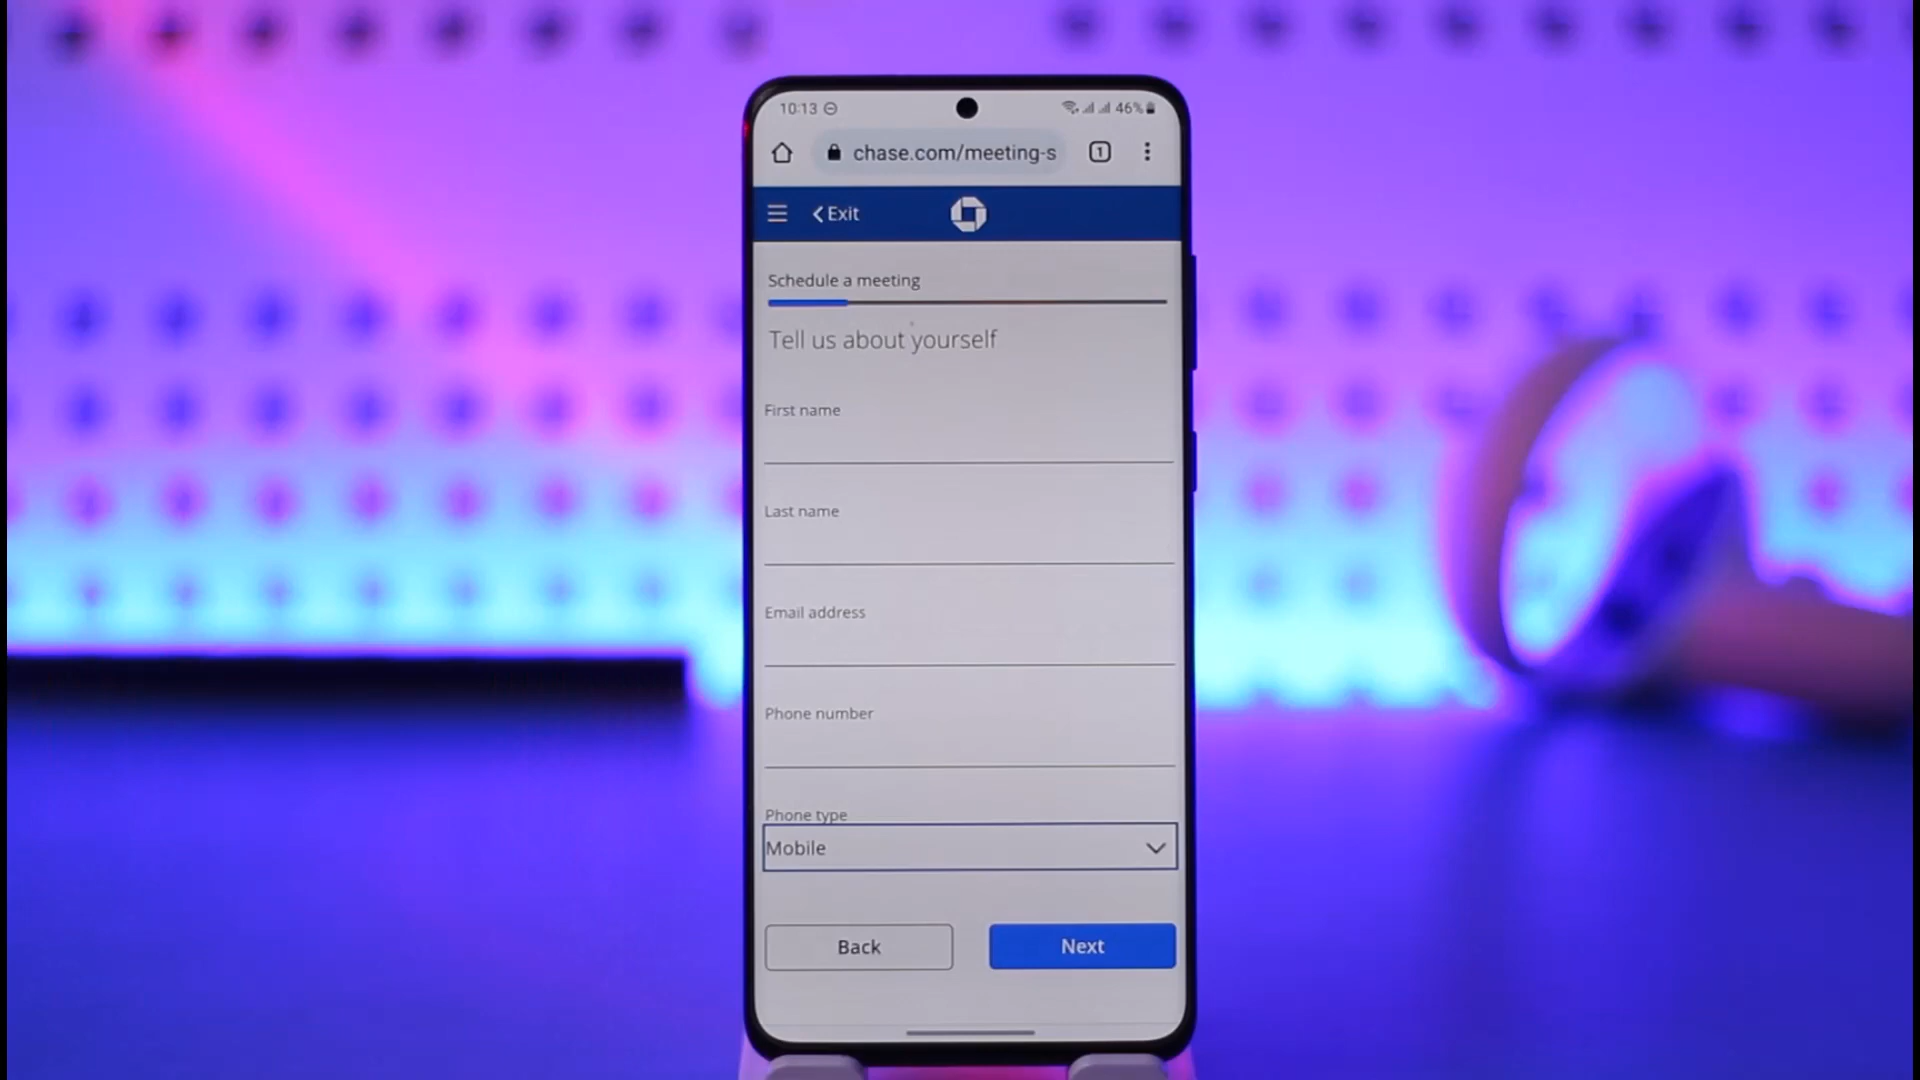 10:13 46%
chase.com/meeting-s 1
Exit
Schedule a meeting
Tell us about yourself
First name
Last name
Email address
Phone number
Phone type
Mobile
Back Next